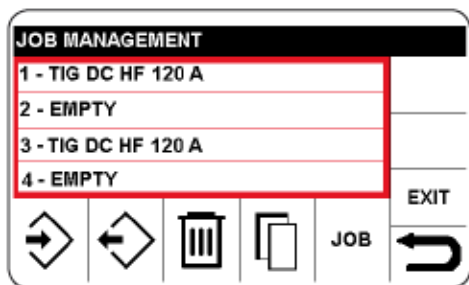 JOB MANAGEMENT
1 - TIG DC HF 120 A
2 - EMPTY
3 - TIG DC HF 120 A
4 - EMPTY
EXIT
JOB